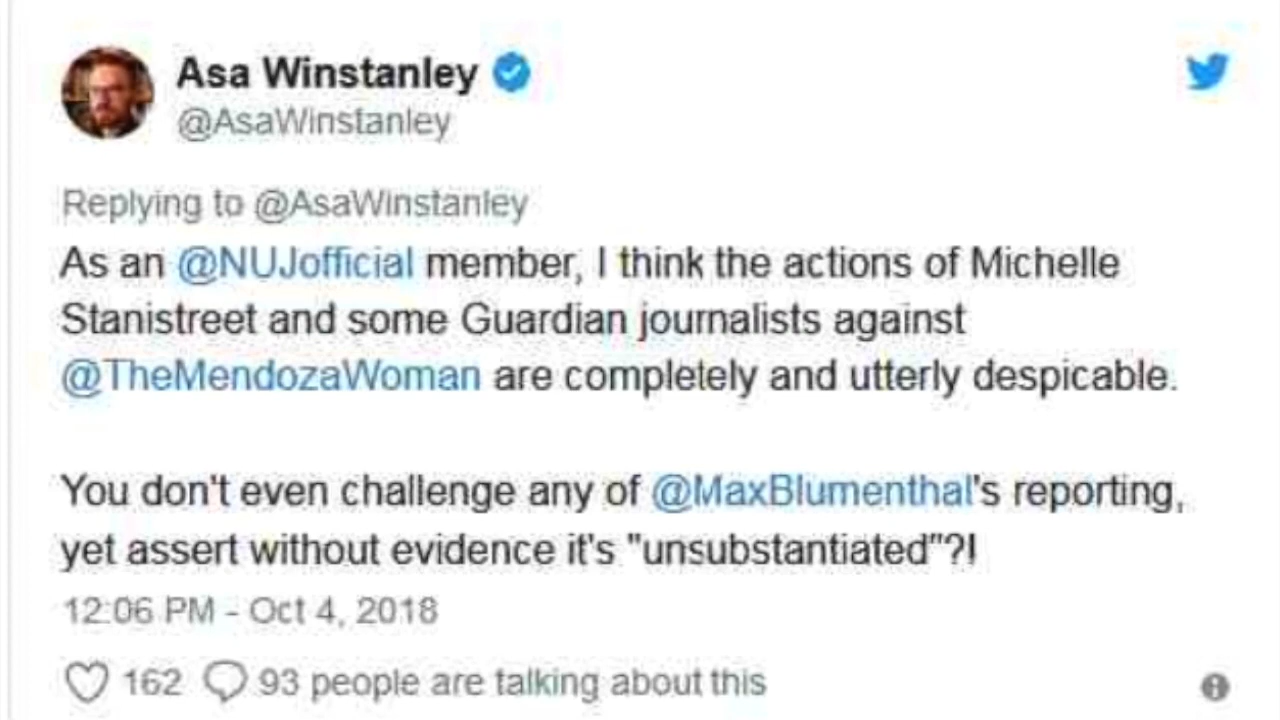 Asa Winstanley
@AsaWinstanley
Replying to @AsaWinstanley
As an @NUJofficial member, I think the actions of Michelle
Stanistreet and some Guardian journalists against
@TheMendozaWoman are completely and utterly despicable.
You don't even challenge any of @MaxBlumenthal's reporting,
yet assert without evidence it's "unsubstantiated"?!
12:06 PM - Oct 4, 2018
162 93 people are talking about this